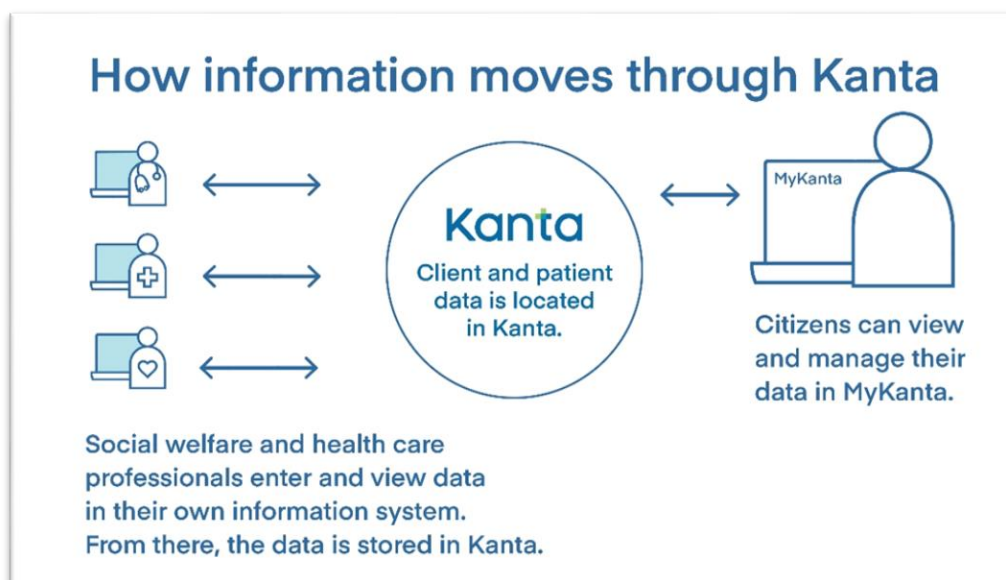 How information moves through Kanta
Kanta
Client and patient
data is located
in Kanta.
MyKanta
Citizens can view
and manage their
data in MyKanta.
Social welfare and health care
professionals enter and view data
in their own information system.
From there, the data is stored in Kanta.